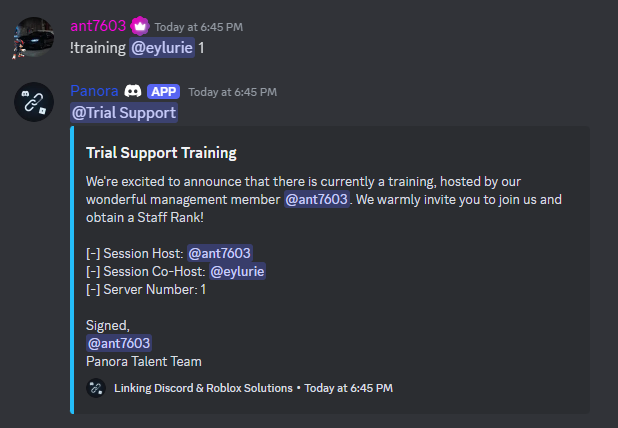 ant7603 Today at 6:45 PM
!training @eylurie 1
Panora APP Today at 6:45 PM
@Trial Support
Trial Support Training
We're excited to announce that there is currently a training, hosted by our
wonderful management member @ant7603. We warmly invite you to join us and
obtain a Staff Rank!
[-] Session Host: @ant7603
[-] Session Co-Host: @eylurie
[-] Server Number: 1
Signed,
@ant7603
Panora Talent Team
Linking Discord & Roblox Solutions • Today at 6:45 PM